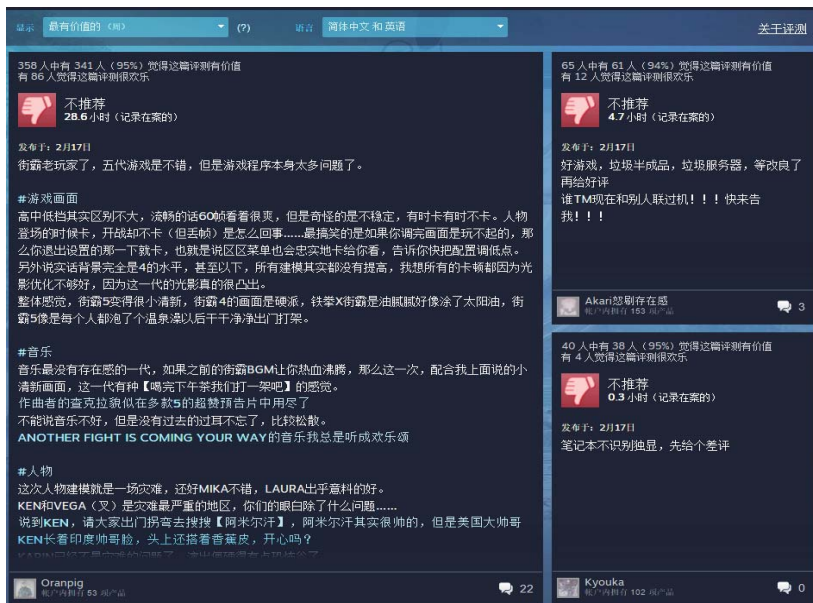 显示 最有价值的 (周) (?) 语言 简体中文 和 英语 关于评测
358 人中有 341 人（95%）觉得这篇评测有价值
有 86 人觉得这篇评测很欢乐
不推荐
28.6 小时（记录在案的）
发布于：2月17日
街霸老玩家了，五代游戏是不错，但是游戏程序本身太多问题了。
#游戏画面
高中低档其实区别不大，流畅的话60帧看着很爽，但是奇怪的是不稳定，有时卡有时不卡。人物
登场的时候卡，开战却不卡（但丢帧）是怎么回事……最搞笑的是如果你调完画面是玩不起的，那
么你退出设置的那一下就卡，也就是说区区菜单也会忠实地卡给你看，告诉你快把配置调低点。
另外说实话背景完全是4的水平，甚至以下，所有建模其实都没有提高，我想所有的卡顿都因为光
影优化不够好，因为这一代的光影真的很凸出。
整体感觉，街霸5变得很小清新，街霸4的画面是硬派，铁拳X街霸是油腻腻好像涂了太阳油，街
霸5像是每个人都泡了个温泉澡以后干干净净出门打架。
#音乐
音乐最没有存在感的一代，如果之前的街霸BGM让你热血沸腾，那么这一次，配合我上面说的小
清新画面，这一代有种【喝完下午茶我们打一架吧】的感觉。
作曲者的查克拉貌似在多款5的超赞预告片中用尽了
不能说音乐不好，但是没有过去的过耳不忘了，比较松散。
ANOTHER FIGHT IS COMING YOUR WAY的音乐我总是听成欢乐颂
#人物
这次人物建模就是一场灾难，还好MIKA不错，LAURA出乎意料的好。
KEN和VEGA（叉）是灾难最严重的地区，你们的眼白除了什么问题……
说到KEN，请大家出门拐弯去搜搜【阿米尔汗】，阿米尔汗其实很帅的，但是美国大帅哥
KEN长着印度帅哥脸，头上还搭着香蕉皮，开心吗？
Oranpig
帐户内拥有 53 项产品
22
65 人中有 61 人（94%）觉得这篇评测有价值
有 12 人觉得这篇评测很欢乐
不推荐
4.7 小时（记录在案的）
发布于：2月17日
好游戏，垃圾半成品，垃圾服务器，等改良了
再给好评
谁TM现在和别人联过机！！！快来告
我！！！
Akari怒刷存在感
帐户内拥有 153 项产品
3
40 人中有 38 人（95%）觉得这篇评测有价值
有 4 人觉得这篇评测很欢乐
不推荐
0.3 小时（记录在案的）
发布于：2月17日
笔记本不识别独显，先给个差评
Kyouka
帐户内拥有 102 项产品
0